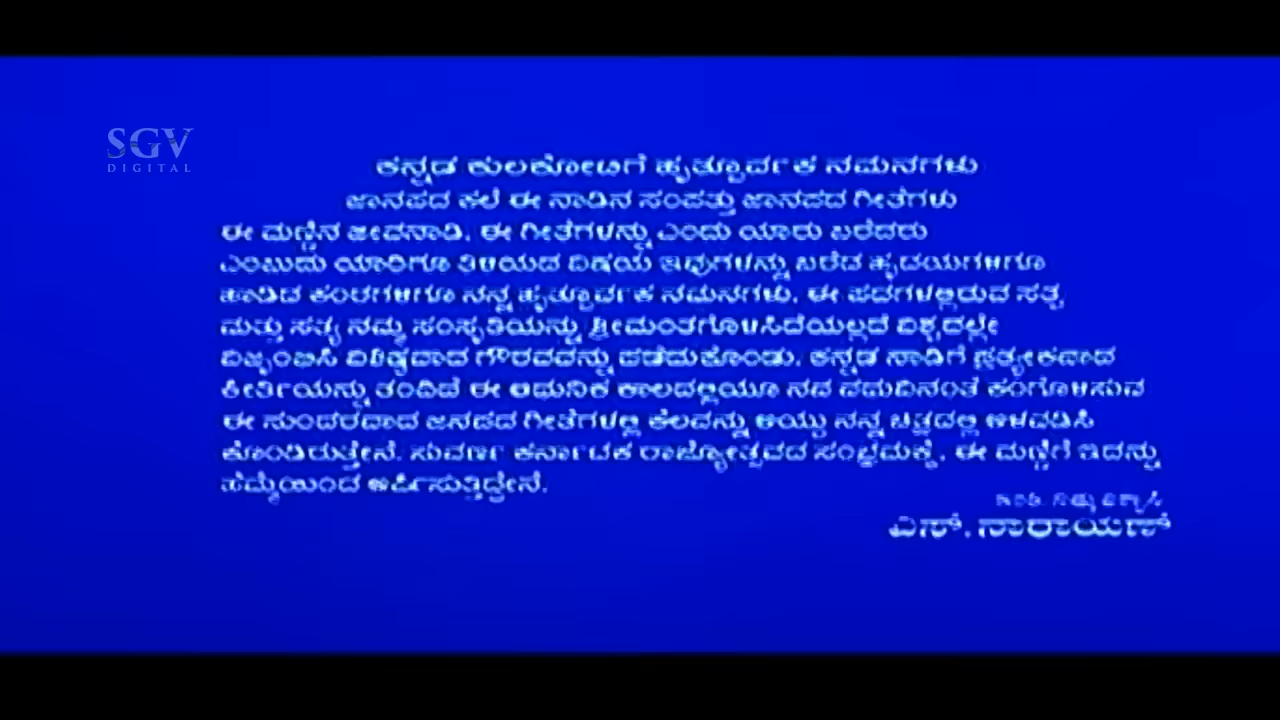 SGV
DIGITAL
ಕನ್ನಡ ಕುಲಕೋಟಿಗೆ ಹೃತ್ಪೂರ್ವಕ ನಮನಗಳು
ಜಾನಪದ ಕಲೆ ಈ ನಾಡಿನ ಸಂಪತ್ತು ಜಾನಪದ ಗೀತೆಗಳು
ಈ ಮಣ್ಣಿನ ಜೀವನಾಡಿ. ಈ ಗೀತೆಗಳನ್ನು ಎಂದು ಯಾರು ಬರೆದರು
ಎಂಬುದು ಯಾರಿಗೂ ತಿಳಿಯದ ವಿಷಯ ಇವುಗಳನ್ನು ಬರೆದ ಹೃದಯಗಳಿಗೂ
ಹಾಡಿದ ಕಂಠಗಳಿಗೂ ನನ್ನ ಹೃತ್ಪೂರ್ವಕ ನಮನಗಳು. ಈ ಪದಗಳಲ್ಲಿರುವ ಸತ್ವ
ಮತ್ತು ಸತ್ಯ ನಮ್ಮ ಸಂಸ್ಕೃತಿಯನ್ನು ಶ್ರೀಮಂತಗೊಳಿಸಿದೆಯಲ್ಲದೆ ವಿಶ್ವದಲ್ಲೇ
ವಿಜೃಂಭಿಸಿ ವಿಶಿಷ್ಟವಾದ ಗೌರವವನ್ನು ಪಡೆದುಕೊಂಡು. ಕನ್ನಡ ನಾಡಿಗೆ ಪ್ರತ್ಯೇಕವಾದ
ಕೀರ್ತಿಯನ್ನು ತಂದಿದೆ ಈ ಆಧುನಿಕ ಕಾಲದಲ್ಲಿಯೂ ನವ ವಧುವಿನಂತೆ ಕಂಗೊಳಿಸುವ
ಈ ಸುಂದರವಾದ ಜನಪದ ಗೀತೆಗಳಲ್ಲಿ ಕೆಲವನ್ನು ಆಯ್ದು ನನ್ನ ಚಿತ್ರದಲ್ಲಿ ಅಳವಡಿಸಿ
ಕೊಂಡಿರುತ್ತೇನೆ. ಸುವರ್ಣ ಕರ್ನಾಟಕ ರಾಜ್ಯೋತ್ಸವದ ಸಂಭ್ರಮಕ್ಕೆ. ಈ ಮಣ್ಣಿಗೆ ಇದನ್ನು
ಹೆಮ್ಮೆಯಿಂದ ಅರ್ಪಿಸುತ್ತಿದ್ದೇನೆ.
ಇಂತಿ. ನಿಮ್ಮ ವಿಶ್ವಾಸಿ
ಎಸ್. ನಾರಾಯಣ್